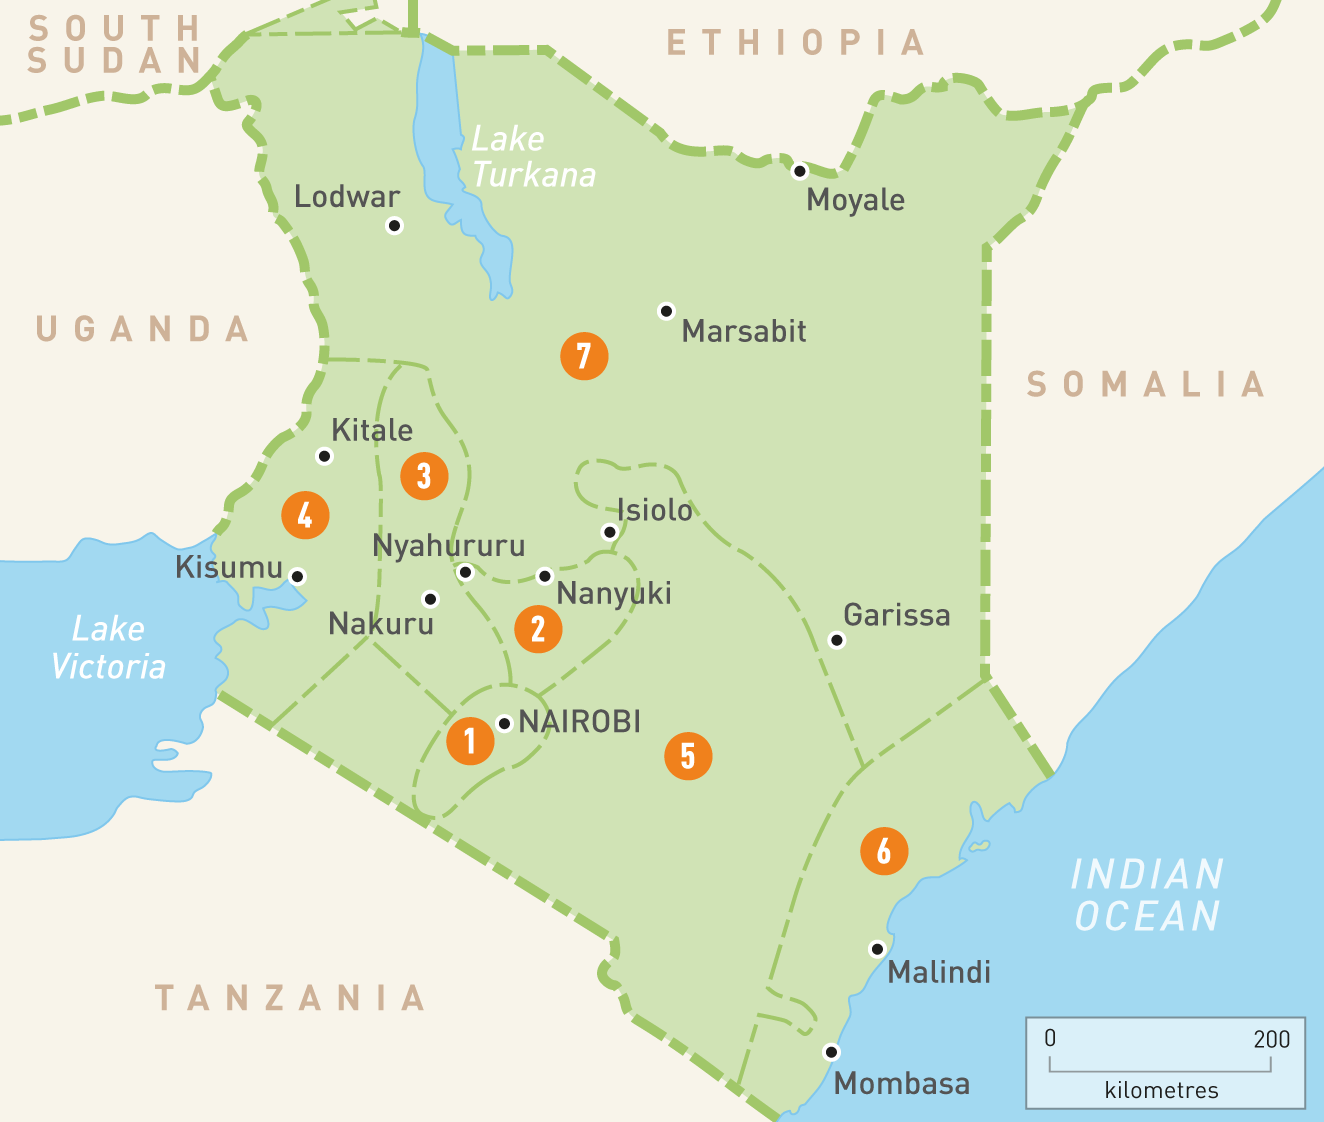 SOUTH
SUDAN
ETHIOPIA
Lake
Turkana
Lodwar
Moyale
UGANDA
Marsabit
7
SOMALIA
Kitale
3
4
Isiolo
Nyahururu
Kisumu
Nanyuki
Nakuru
2
Garissa
Lake
Victoria
1
NAIROBI
5
6
INDIAN
OCEAN
Malindi
TANZANIA
0 200
kilometres
Mombasa